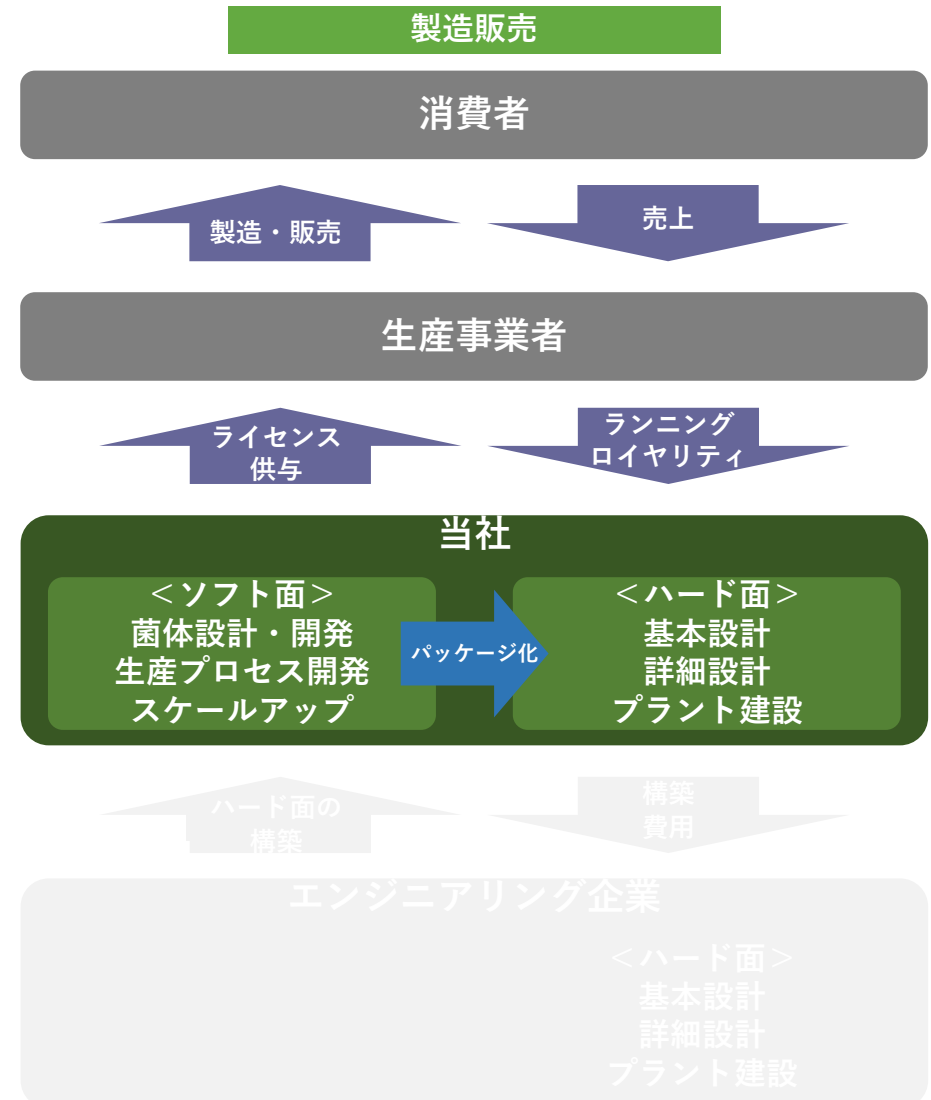 製造販売
消費者
製造・販売
売上
生産事業者
ライセンス
供与
ランニング
ロイヤリティ
当社
＜ソフト面＞
菌体設計・開発
生産プロセス開発
スケールアップ
パッケージ化
＜ハード面＞
基本設計
詳細設計
プラント建設
ハード面の
構築
構築
費用
エンジニアリング企業
＜ハード面＞
基本設計
詳細設計
プラント建設